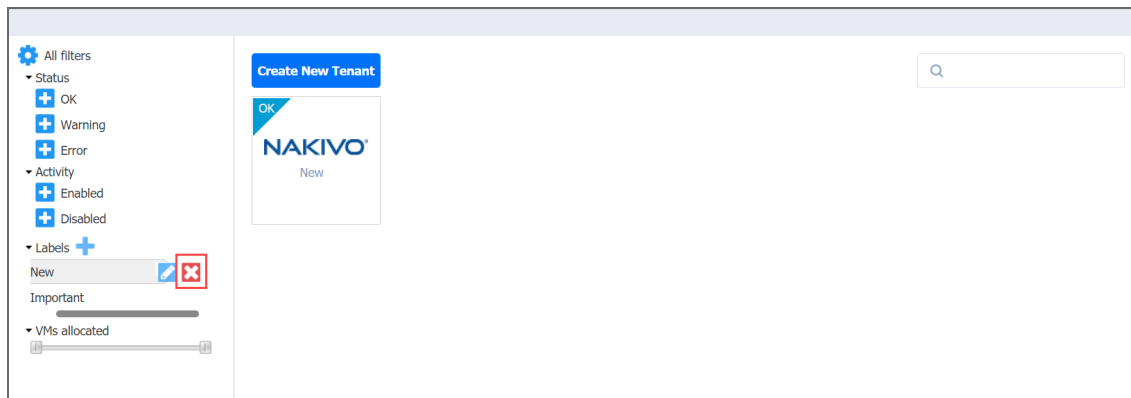 All filters
Status
OK
Warning
Error
Activity
Enabled
Disabled
Labels
New
Important
VMs allocated
Create New Tenant
OK
NAKIVO®
New